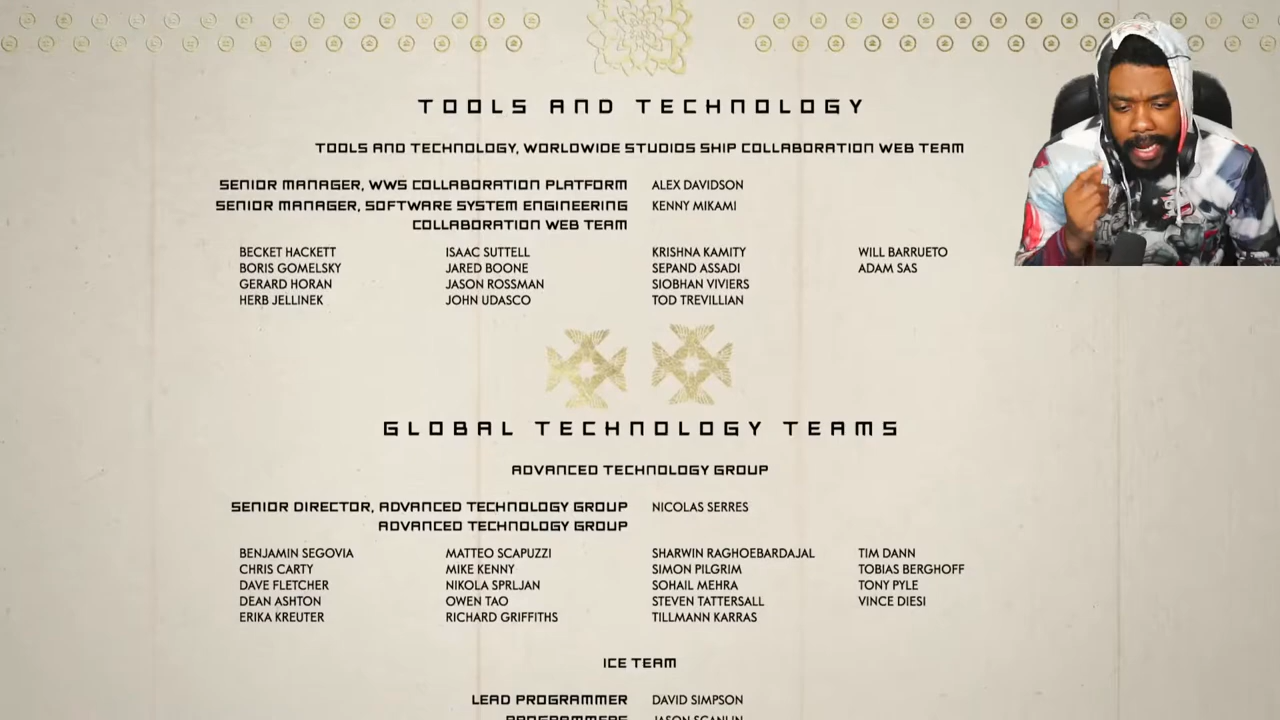 TOOLS AND TECHNOLOGY
TOOLS AND TECHNOLOGY, WORLDWIDE STUDIOS SHIP COLLABORATION WEB TEAM
SENIOR MANAGER, WWS COLLABORATION PLATFORM ALEX DAVIDSON
SENIOR MANAGER, SOFTWARE SYSTEM ENGINEERING KENNY MIKAMI
COLLABORATION WEB TEAM
BECKET HACKETT ISAAC SUTTELL KRISHNA KAMITY WILL BARRUETO
BORIS GOMELSKY JARED BOONE SEPAND ASSADI ADAM SAS
GERARD HORAN JASON ROSSMAN SIOBHAN VIVIERS
HERB JELLINEK JOHN UDASCO TOD TREVILLIAN
GLOBAL TECHNOLOGY TEAMS
ADVANCED TECHNOLOGY GROUP
SENIOR DIRECTOR, ADVANCED TECHNOLOGY GROUP NICOLAS SERRES
ADVANCED TECHNOLOGY GROUP
BENJAMIN SEGOVIA MATTEO SCAPUZZI SHARWIN RAGHOEBARDAJAL TIM DANN
CHRIS CARTY MIKE KENNY SIMON PILGRIM TOBIAS BERGHOFF
DAVE FLETCHER NIKOLA SPRLJAN SOHAIL MEHRA TONY PYLE
DEAN ASHTON OWEN TAO STEVEN TATTERSALL VINCE DIESI
ERIKA KREUTER RICHARD GRIFFITHS TILLMANN KARRAS
ICE TEAM
LEAD PROGRAMMER DAVID SIMPSON
PROGRAMMERS JASON SCANLIN